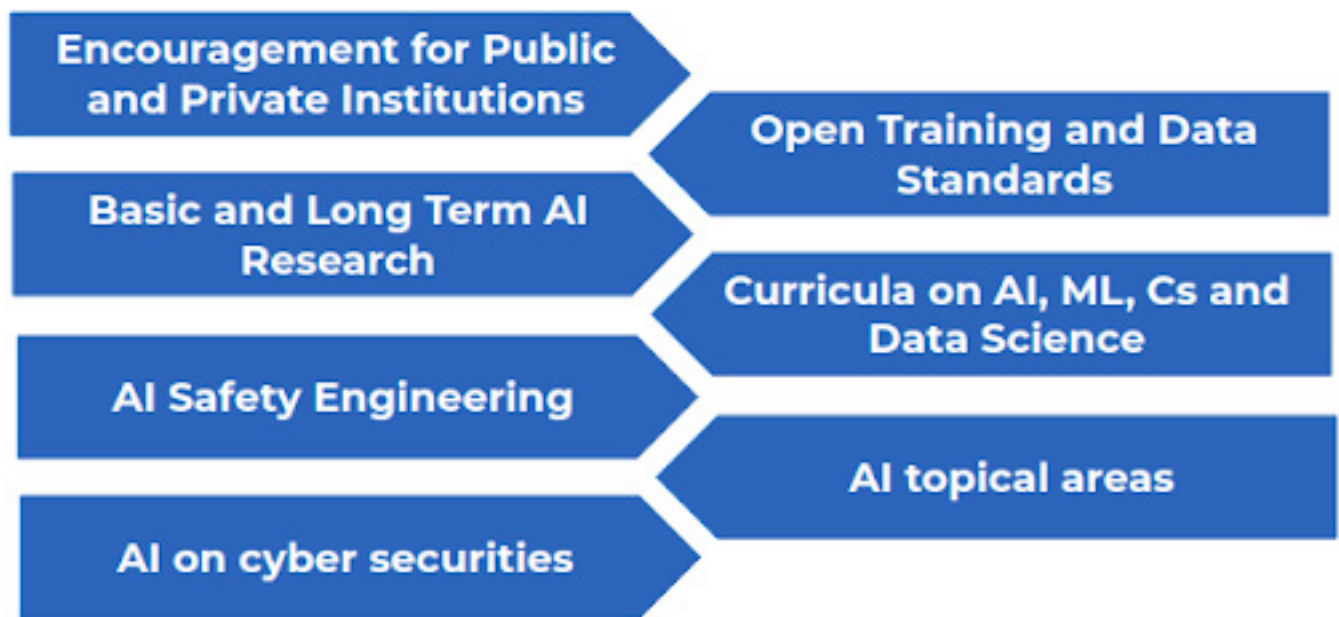 Encouragement for Public
and Private Institutions
Open Training and Data
Standards
Basic and Long Term AI
Research
Curricula on AI, ML, Cs and
Data Science
AI Safety Engineering
AI topical areas
AI on cyber securities